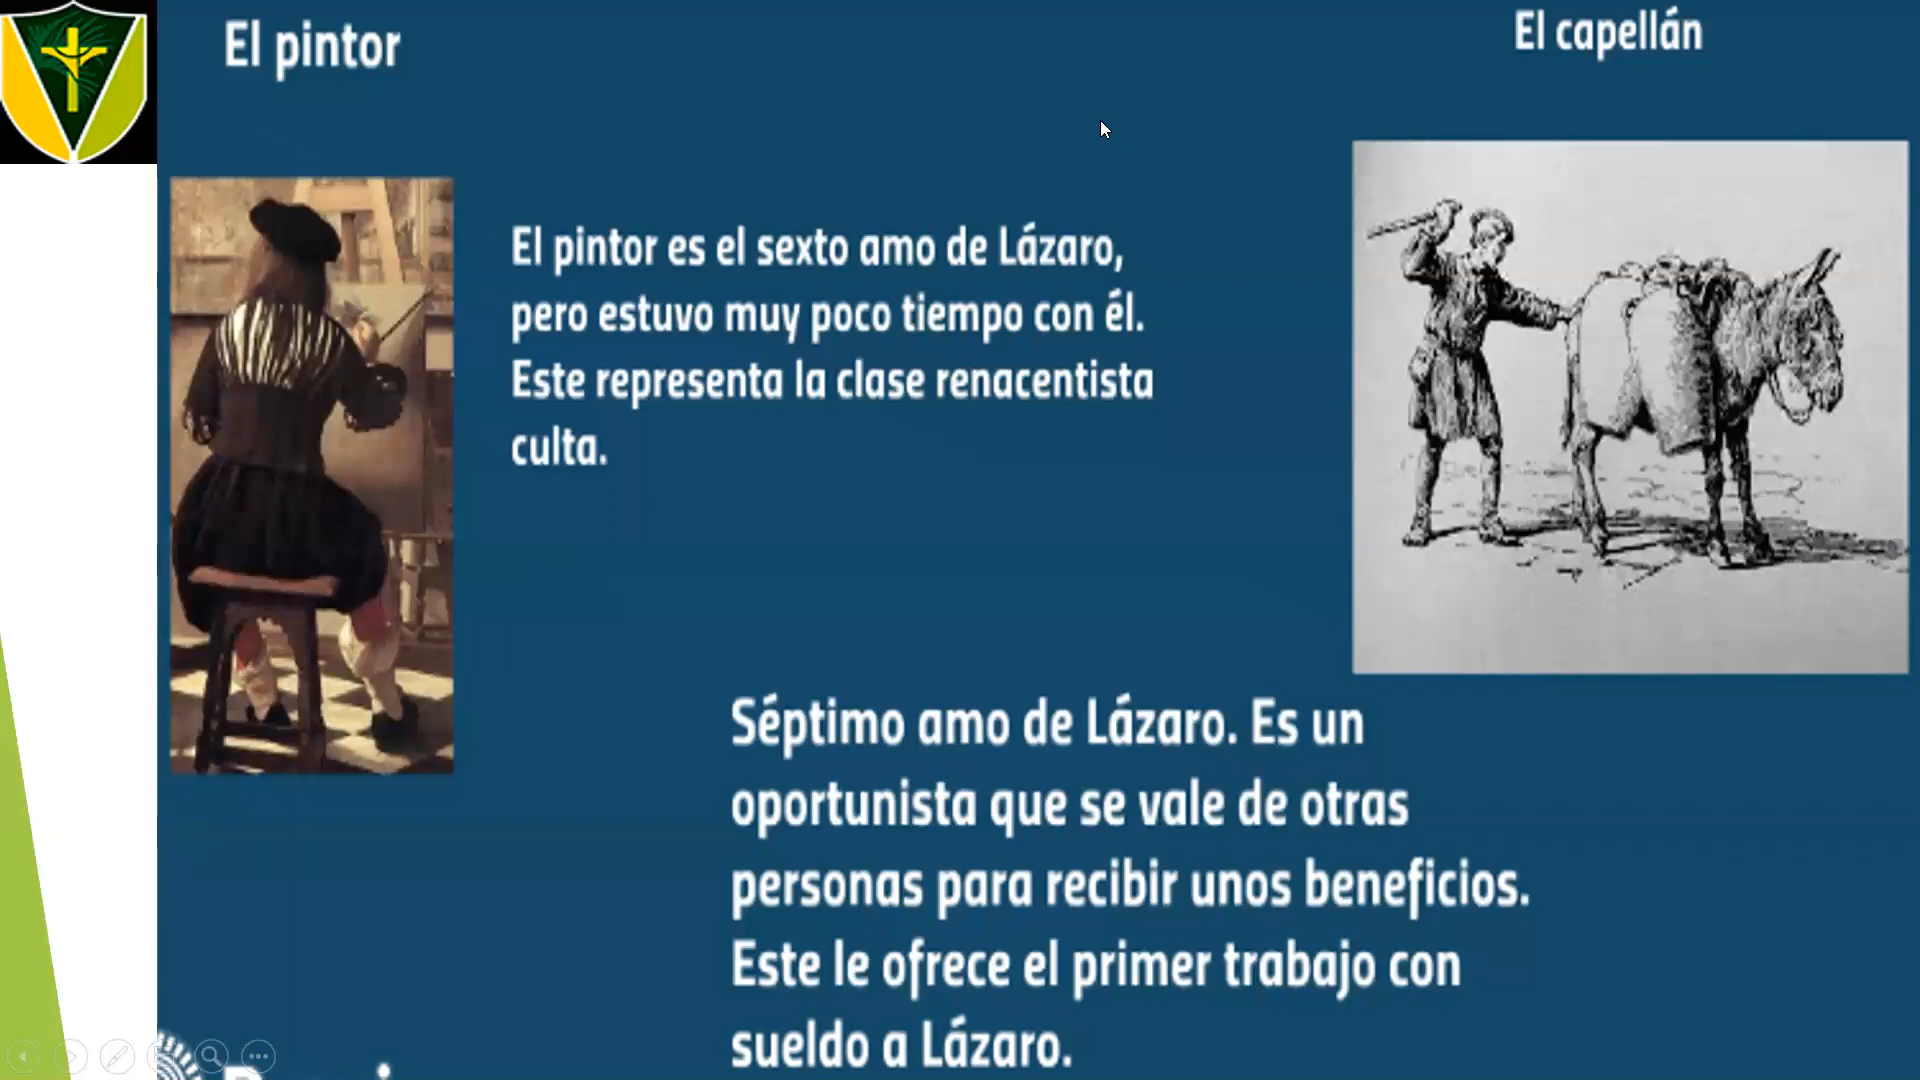 El pintor
El capellán
El pintor es el sexto amo de Lázaro,
pero estuvo muy poco tiempo con él.
Este representa la clase renacentista
culta.
Séptimo amo de Lázaro. Es un
oportunista que se vale de otras
personas para recibir unos beneficios.
Este le ofrece el primer trabajo con
sueldo a Lázaro.